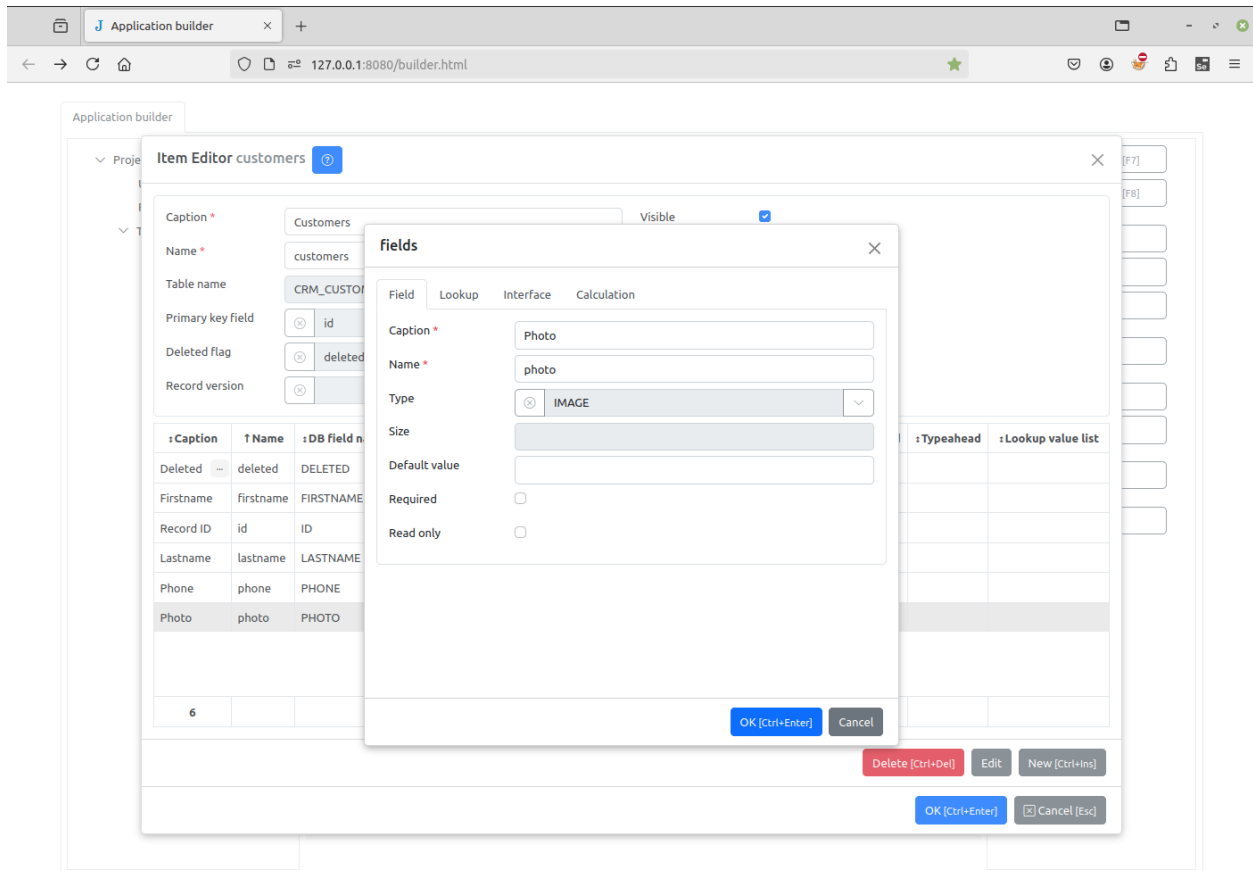 J Application builder
127.0.0.1:8080/builder.html
Se
Application builder
Proje
Item Editor customers
[F7]
[F8]
Caption * Customers Visible
Name * customers
Table name CRM_CUSTO
Primary key field id
Deleted flag deleted
Record version
fields
Field Lookup Interface Calculation
Caption * Photo
Name * photo
Type IMAGE
Size
Default value
Required
Read only
OK [Ctrl+Enter] Cancel
Caption Name DB field n Typeahead Lookup value list
Deleted ... deleted DELETED
Firstname firstname FIRSTNAME
Record ID id ID
Lastname lastname LASTNAME
Phone phone PHONE
Photo photo PHOTO
6
Delete [Ctrl+Del] Edit New [Ctrl+Ins]
OK [Ctrl+Enter] Cancel [Esc]